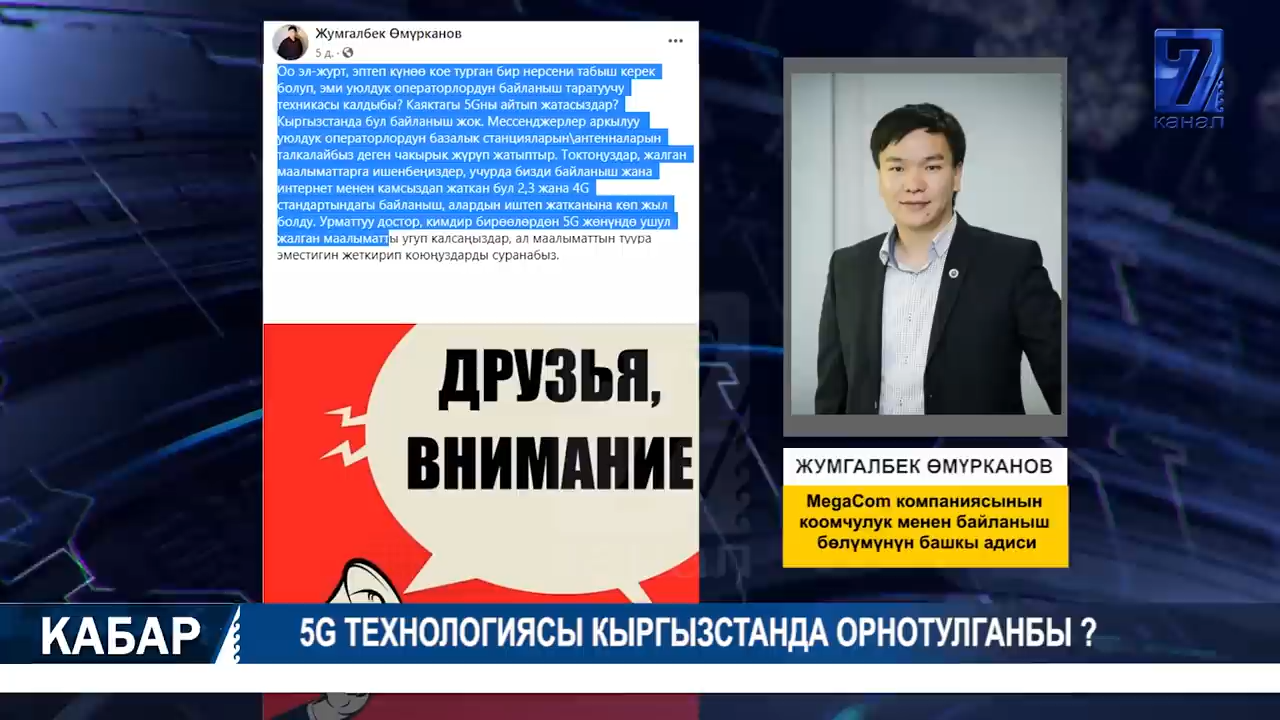 Жумгалбек Өмүрканов
5 д. ·
Оо эл-журт, эптеп күнөө кое турган бир нерсени табыш керек
болуп, эми уюлдук операторлордун байланыш таратуучу
техникасы калдыбы? Каяктагы 5Gны айтып жатасыздар?
Кыргызстанда бул байланыш жок. Мессенджерлер аркылуу
уюлдук операторлордун базалык станцияларын\антенналарын
талкалайбыз деген чакырык жүрүп жатыптыр. Токтоңуздар, жалган
маалыматтарга ишенбеңиздер, учурда бизди байланыш жана
интернет менен камсыздап жаткан бул 2,3 жана 4G
стандартындагы байланыш, алардын иштеп жатканына көп жыл
болду. Урматтуу достор, кимдир бирөөлөрдөн 5G жөнүндө ушул
жалган маалыматты угуп калсаңыздар, ал маалыматтын туура
эместигин жеткирип коюңуздарды суранабыз.
ДРУЗЬЯ,
ВНИМАНИЕ
7
канал
ЖУМГАЛБЕК ӨМҮРКАНОВ
MegaCom компаниясынын
коомчулук менен байланыш
бөлүмүнүн башкы адиси
КАБАР
5G ТЕХНОЛОГИЯСЫ КЫРГЫЗСТАНДА ОРНОТУЛГАНБЫ ?